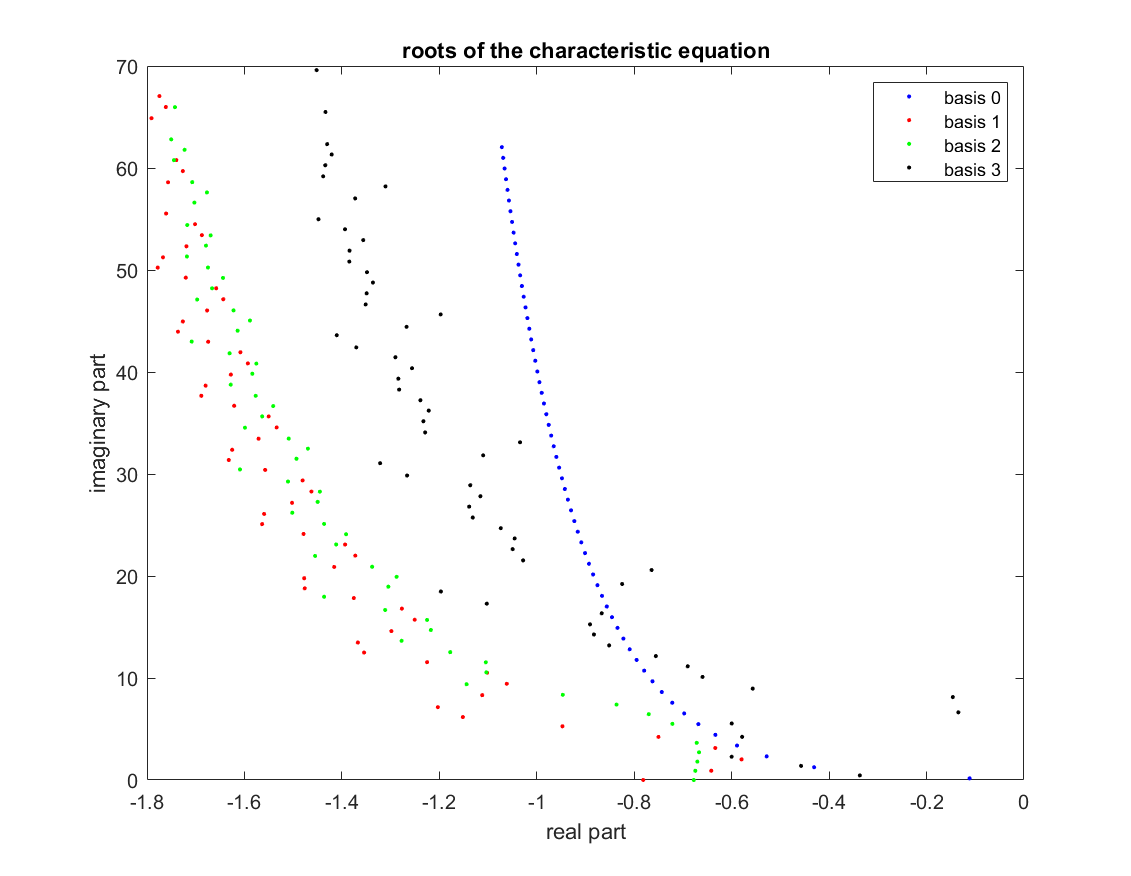 roots of the characteristic equation
70
60
50
40
30
20
10
0
imaginary part
basis 0
basis 1
basis 2
basis 3
-1.8 -1.6 -1.4 -1.2 -1 -0.8 -0.6 -0.4 -0.2 0
real part